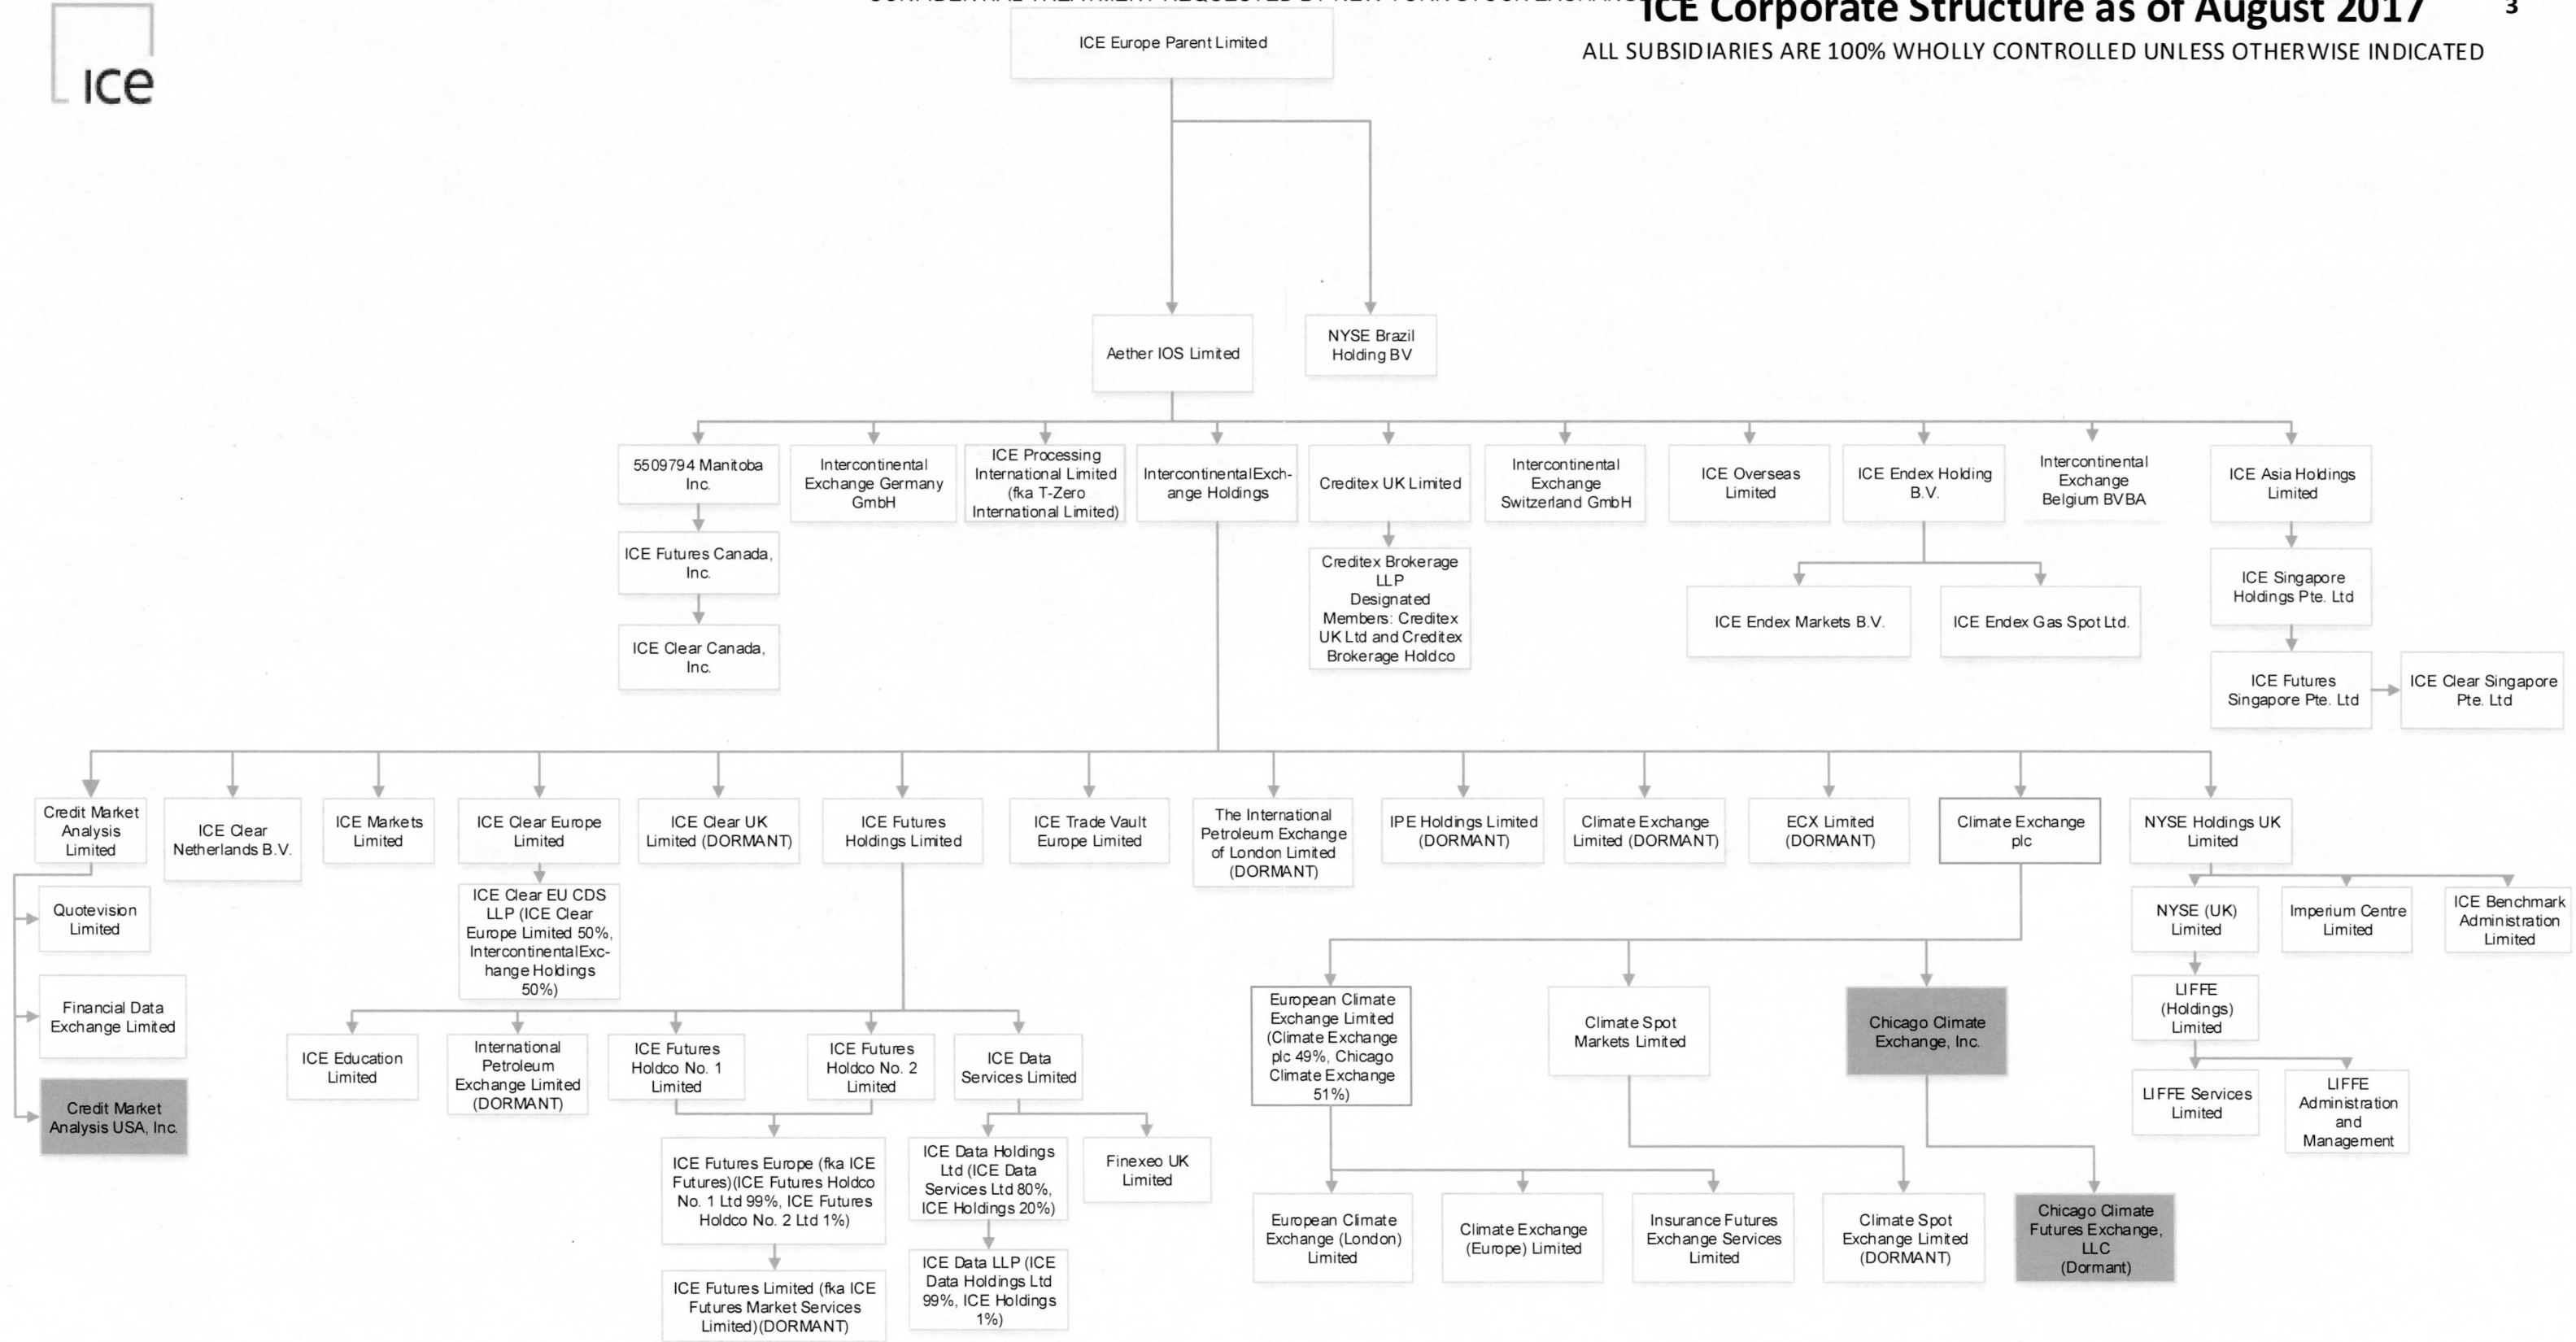 ICE Corporate Structure as of August 2017
3
ALL SUBSIDIARIES ARE 100% WHOLLY CONTROLLED UNLESS OTHERWISE INDICATED
ice
ICE Europe Parent Limited
Aether IOS Limited
NYSE Brazil
Holding BV
5509794 Manitoba
Inc.
Intercontinental
Exchange Germany
GmbH
ICE Processing
International Limited
(fka T-Zero
International Limited)
IntercontinentalExch-
ange Holdings
Creditex UK Limited
Intercontinental
Exchange
Switzerland GmbH
ICE Overseas
Limited
ICE Endex Holding
B.V.
Intercontinental
Exchange
Belgium BVBA
ICE Asia Holdings
Limited
ICE Futures Canada,
Inc.
ICE Clear Canada,
Inc.
Creditex Brokerage
LLP
Designated
Members: Creditex
UK Ltd and Creditex
Brokerage Holdco
ICE Endex Markets B.V.
ICE Endex Gas Spot Ltd.
ICE Singapore
Holdings Pte. Ltd
ICE Futures
Singapore Pte. Ltd
ICE Clear Singapore
Pte. Ltd
Credit Market
Analysis
Limited
ICE Clear
Netherlands B.V.
ICE Markets
Limited
ICE Clear Europe
Limited
ICE Clear UK
Limited (DORMANT)
ICE Futures
Holdings Limited
ICE Trade Vault
Europe Limited
The International
Petroleum Exchange
of London Limited
(DORMANT)
IPE Holdings Limited
(DORMANT)
Climate Exchange
Limited (DORMANT)
ECX Limited
(DORMANT)
Climate Exchange
plc
NYSE Holdings UK
Limited
Quotevision
Limited
Financial Data
Exchange Limited
Credit Market
Analysis USA, Inc.
ICE Clear EU CDS
LLP (ICE Clear
Europe Limited 50%,
IntercontinentalExc-
hange Holdings
50%)
NYSE (UK)
Limited
Imperium Centre
Limited
ICE Benchmark
Administration
Limited
LIFFE
(Holdings)
Limited
LIFFE Services
Limited
LIFFE
Administration
and
Management
ICE Education
Limited
International
Petroleum
Exchange Limited
(DORMANT)
ICE Futures
Holdco No. 1
Limited
ICE Futures
Holdco No. 2
Limited
ICE Data
Services Limited
European Climate
Exchange Limited
(Climate Exchange
plc 49%, Chicago
Climate Exchange
51%)
Climate Spot
Markets Limited
Chicago Climate
Exchange, Inc.
ICE Futures Europe (fka ICE
Futures)(ICE Futures Holdco
No. 1 Ltd 99%, ICE Futures
Holdco No. 2 Ltd 1%)
ICE Futures Limited (fka ICE
Futures Market Services
Limited)(DORMANT)
ICE Data Holdings
Ltd (ICE Data
Services Ltd 80%,
ICE Holdings 20%)
Finexeo UK
Limited
ICE Data LLP (ICE
Data Holdings Ltd
99%, ICE Holdings
1%)
European Climate
Exchange (London)
Limited
Climate Exchange
(Europe) Limited
Insurance Futures
Exchange Services
Limited
Climate Spot
Exchange Limited
(DORMANT)
Chicago Climate
Futures Exchange,
LLC
(Dormant)